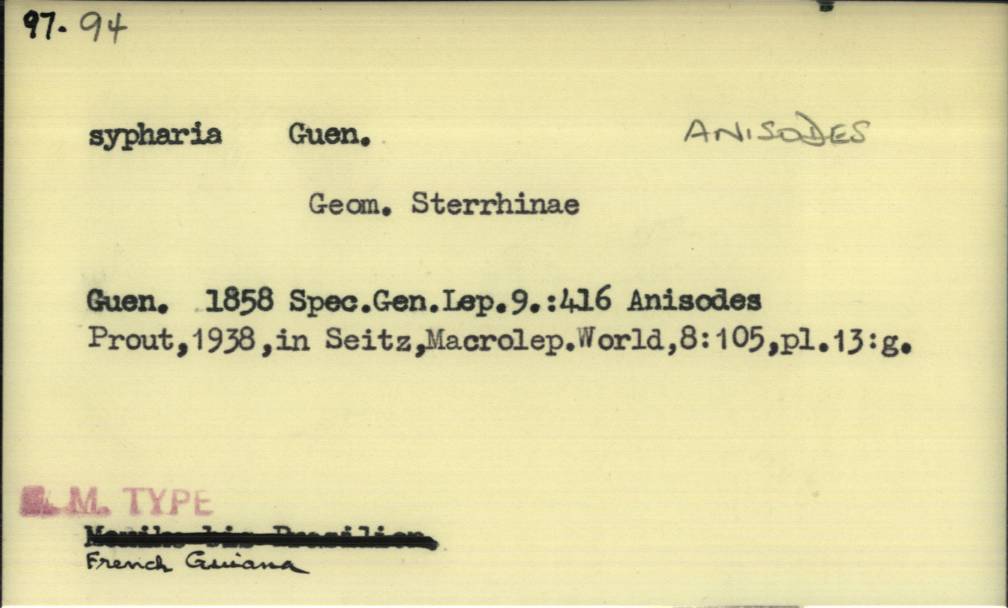 97. 94
sypharia Guen. ANISODES
Geom. Sterrhinae
Guen. 1858 Spec.Gen.Lep.9.:416 Anisodes
Prout,1938,in Seitz,Macrolep.World,8:105,pl.13:g.
M. TYPE
French Guiana